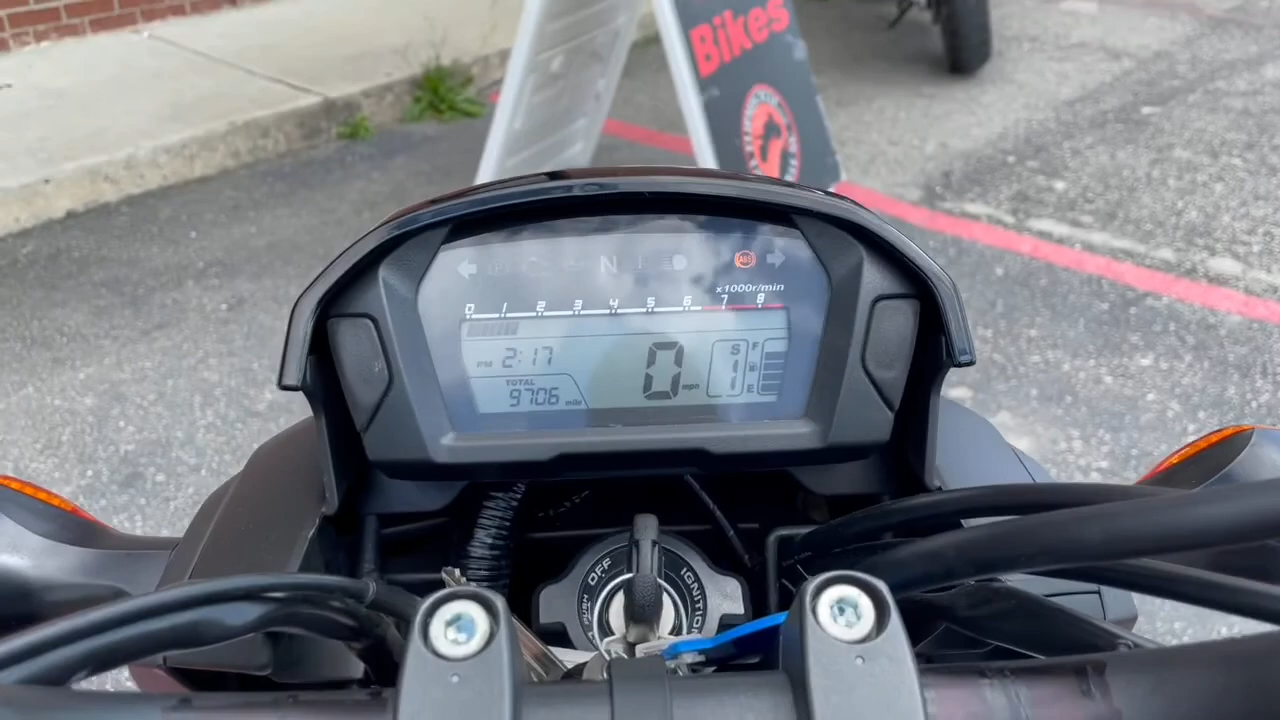 Bikes
P
N
ABS
x1000r/min
0 1 2 3 4 5 6 7 8
PM 2:17
0 mph
S
1
F
E
TOTAL
9706 mile
OFF
IGNITION
PUSH